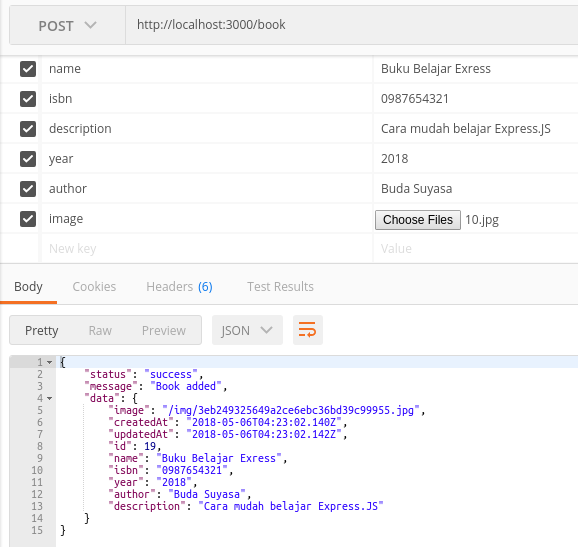 POST http://localhost:3000/book
name Buku Belajar Exress
isbn 0987654321
description Cara mudah belajar Express.JS
year 2018
author Buda Suyasa
image Choose Files 10.jpg
New key Value
Body Cookies Headers (6) Test Results
Pretty Raw Preview JSON
1 {
2 "status": "success",
3 "message": "Book added",
4 "data": {
5 "image": "/img/3eb249325649a2ce6ebc36bd39c99955.jpg",
6 "createdAt": "2018-05-06T04:23:02.140Z",
7 "updatedAt": "2018-05-06T04:23:02.142Z",
8 "id": 19,
9 "name": "Buku Belajar Exress",
10 "isbn": "0987654321",
11 "year": "2018",
12 "author": "Buda Suyasa",
13 "description": "Cara mudah belajar Express.JS"
14 }
15 }